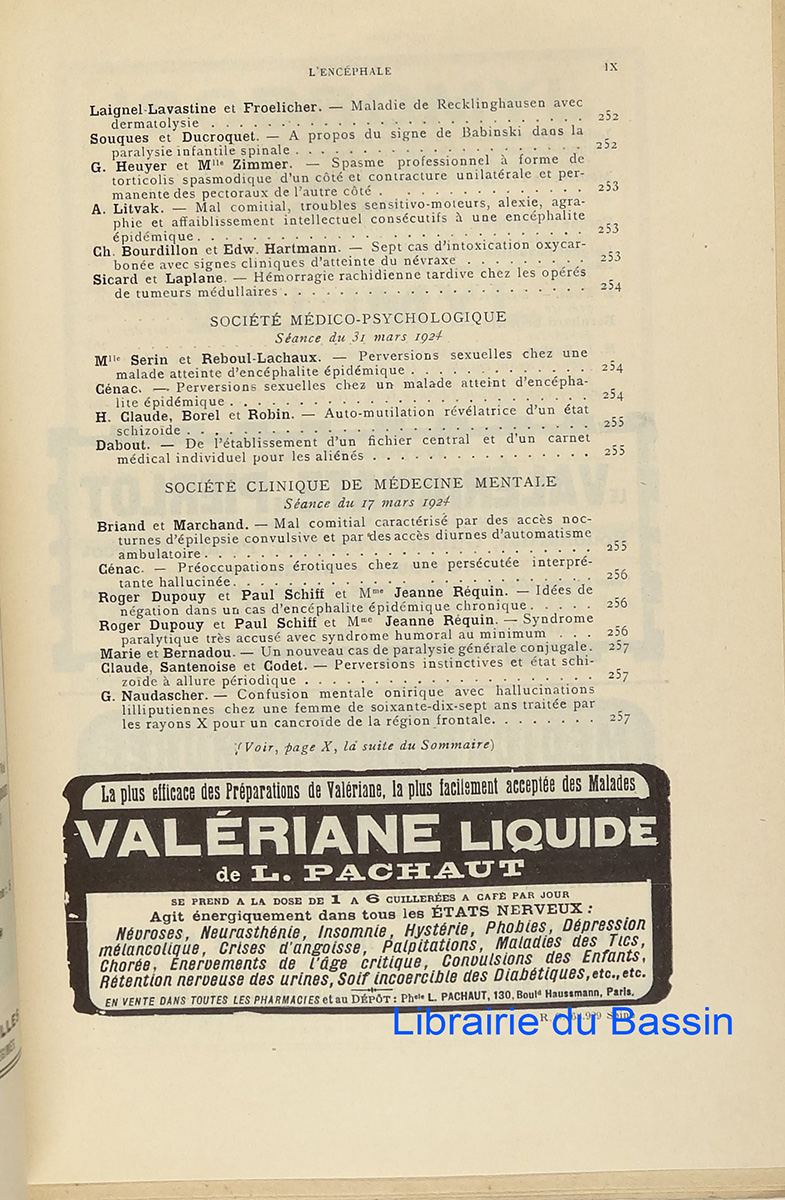 L'ENCÉPHALE IX
Laignel-Lavastine et Froelicher. — Maladie de Recklinghausen avec
dermatolysie . . . . . . . . . . . . . . . . . . . . 252
Souques et Ducroquet. — A propos du signe de Babinski dans la
paralysie infantile spinale . . . . . . . . . . . . . . . . 252
G. Heuyer et Mlle Zimmer. — Spasme professionnel à forme de
torticolis spasmodique d'un côté et contracture unilatérale et per-
manente des pectoraux de l'autre côté . . . . . . . . . . . . 253
A. Litvak. — Mal comitial, troubles sensitivo-moteurs, alexie, agra-
phie et affaiblissement intellectuel consécutifs à une encéphalite
épidémique . . . . . . . . . . . . . . . . . . . . 253
Ch. Bourdillon et Edw. Hartmann. — Sept cas d'intoxication oxycar-
bonée avec signes cliniques d'atteinte du névraxe . . . . . . . . . 253
Sicard et Laplane. — Hémorragie rachidienne tardive chez les opérés
de tumeurs médullaires . . . . . . . . . . . . . . . . . 254
SOCIÉTÉ MÉDICO-PSYCHOLOGIQUE
Séance du 31 mars 1924
Mlle Serin et Reboul-Lachaux. — Perversions sexuelles chez une
malade atteinte d'encéphalite épidémique . . . . . . . . . . . 254
Cénac. — Perversions sexuelles chez un malade atteint d'encépha-
lite épidémique . . . . . . . . . . . . . . . . . . . 254
H. Claude, Borel et Robin. — Auto-mutilation révélatrice d'un état
schizoïde . . . . . . . . . . . . . . . . . . . . . 255
Dabout. — De l'établissement d'un fichier central et d'un carnet
médical individuel pour les aliénés . . . . . . . . . . . . . 255
SOCIÉTÉ CLINIQUE DE MÉDECINE MENTALE
Séance du 17 mars 1924
Briand et Marchand. — Mal comitial caractérisé par des accès noc-
turnes d'épilepsie convulsive et par des accès diurnes d'automatisme
ambulatoire . . . . . . . . . . . . . . . . . . . . 255
Cénac. — Préoccupations érotiques chez une persécutée interpré-
tante hallucinée . . . . . . . . . . . . . . . . . . . 256
Roger Dupouy et Paul Schiff et Mme Jeanne Réquin. — Idées de
négation dans un cas d'encéphalite épidémique chronique . . . . . 256
Roger Dupouy et Paul Schiff et Mme Jeanne Réquin. — Syndrome
paralytique très accusé avec syndrome humoral au minimum . . . 256
Marie et Bernadou. — Un nouveau cas de paralysie générale conjugale. 257
Claude, Santenoise et Godet. — Perversions instinctives et état schi-
zoïde à allure périodique . . . . . . . . . . . . . . . . 257
G. Naudascher. — Confusion mentale onirique avec hallucinations
lilliputiennes chez une femme de soixante-dix-sept ans traitée par
les rayons X pour un cancroïde de la région frontale. . . . . . . . 257
(Voir, page X, la suite du Sommaire)
La plus efficace des Préparations de Valériane, la plus facilement acceptée des Malades
VALÉRIANE LIQUIDE
de L. PACHAUT
SE PREND A LA DOSE DE 1 A 6 CUILLERÉES A CAFÉ PAR JOUR
Agit énergiquement dans tous les ÉTATS NERVEUX :
Névroses, Neurasthénie, Insomnie, Hystérie, Phobies, Dépression
mélancolique, Crises d'angoisse, Palpitations, Maladies des Tics,
Chorée, Énervements de l'âge critique, Convulsions des Enfants,
Rétention nerveuse des urines, Soif incoercible des Diabétiques, etc., etc.
EN VENTE DANS TOUTES LES PHARMACIES et au DÉPÔT : Phcie L. PACHAUT, 130, Bould Haussmann, Paris.
Librairie du Bassin